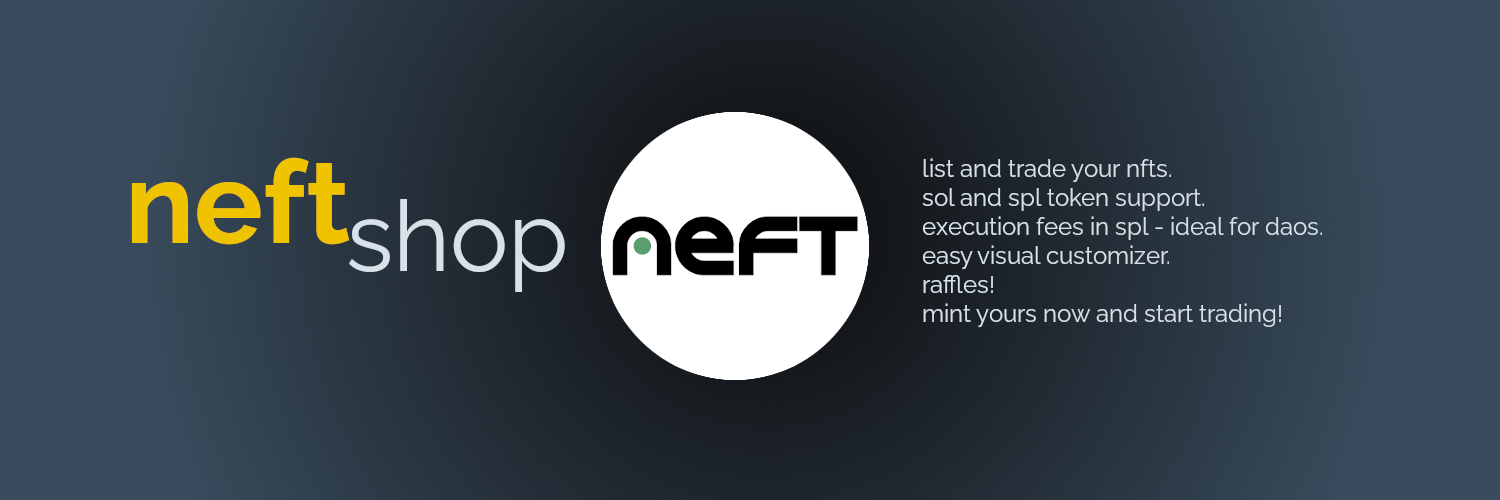 neftshop
neFT
list and trade your nfts.
sol and spl token support.
execution fees in spl - ideal for daos.
easy visual customizer.
raffles!
mint yours now and start trading!